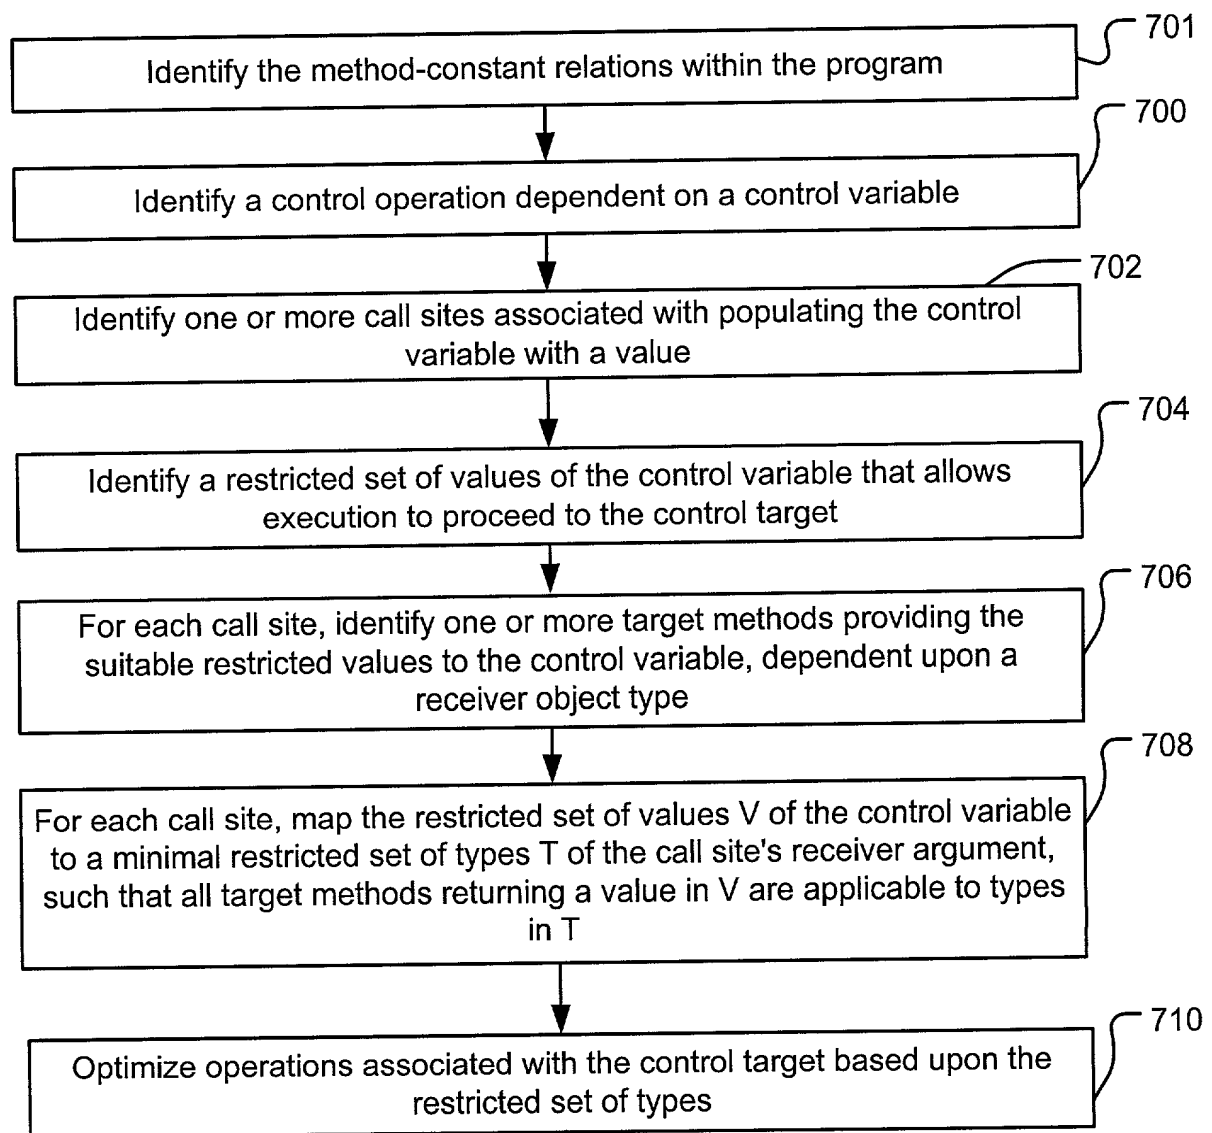 701
Identify the method-constant relations within the program
700
Identify a control operation dependent on a control variable
702
Identify one or more call sites associated with populating the control
variable with a value
704
Identify a restricted set of values of the control variable that allows
execution to proceed to the control target
706
For each call site, identify one or more target methods providing the
suitable restricted values to the control variable, dependent upon a
receiver object type
708
For each call site, map the restricted set of values V of the control variable
to a minimal restricted set of types T of the call site's receiver argument,
such that all target methods returning a value in V are applicable to types
in T
710
Optimize operations associated with the control target based upon the
restricted set of types